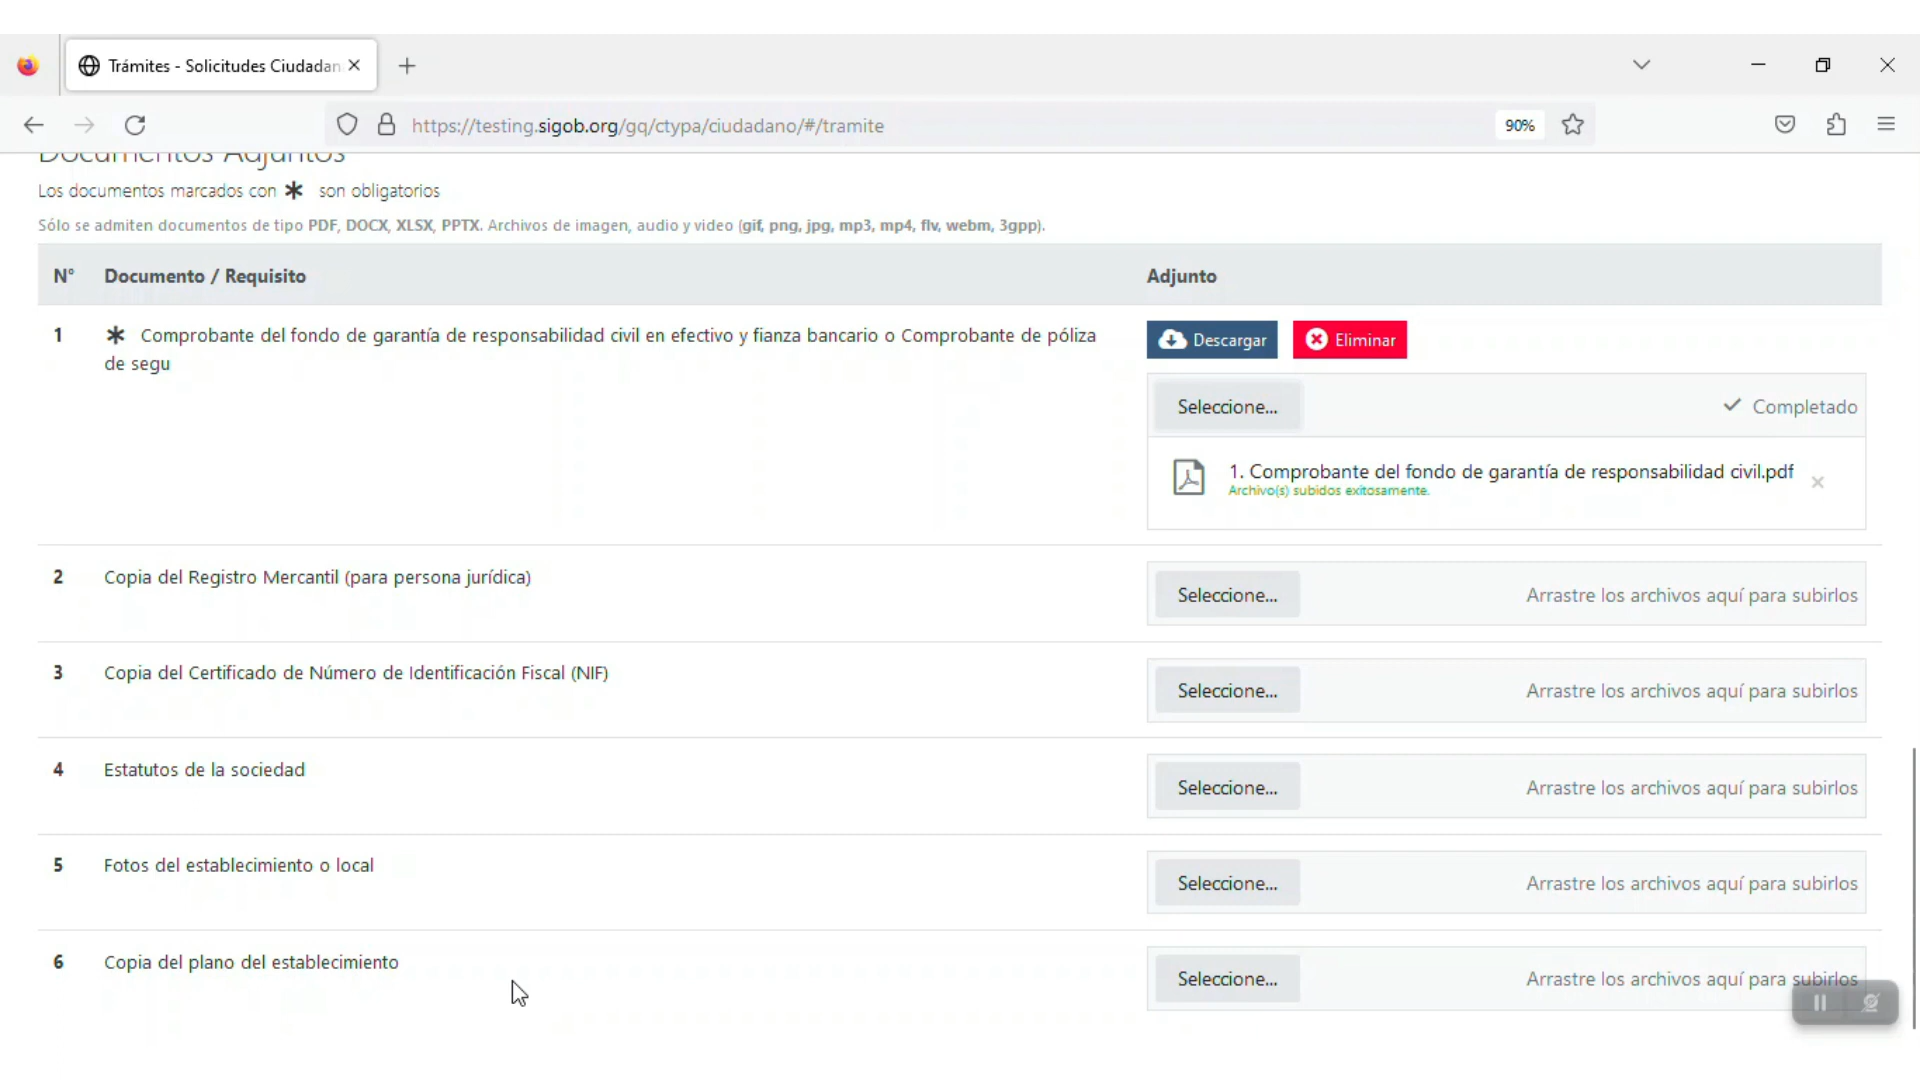 Trámites - Solicitudes Ciudadan
https://testing.sigob.org/gq/ctypa/ciudadano/#/tramite
90%
Documentos Adjuntos
Los documentos marcados con * son obligatorios
Sólo se admiten documentos de tipo PDF, DOCX, XLSX, PPTX. Archivos de imagen, audio y video (gif, png, jpg, mp3, mp4, flv, webm, 3gpp).
N° Documento / Requisito Adjunto
1 * Comprobante del fondo de garantía de responsabilidad civil en efectivo y fianza bancario o Comprobante de póliza
de segu
Descargar Eliminar
Seleccione... Completado
1. Comprobante del fondo de garantía de responsabilidad civil.pdf
Archivo(s) subidos exitosamente.
2 Copia del Registro Mercantil (para persona jurídica) Seleccione... Arrastre los archivos aquí para subirlos
3 Copia del Certificado de Número de Identificación Fiscal (NIF) Seleccione... Arrastre los archivos aquí para subirlos
4 Estatutos de la sociedad Seleccione... Arrastre los archivos aquí para subirlos
5 Fotos del establecimiento o local Seleccione... Arrastre los archivos aquí para subirlos
6 Copia del plano del establecimiento Seleccione... Arrastre los archivos aquí para subirlos